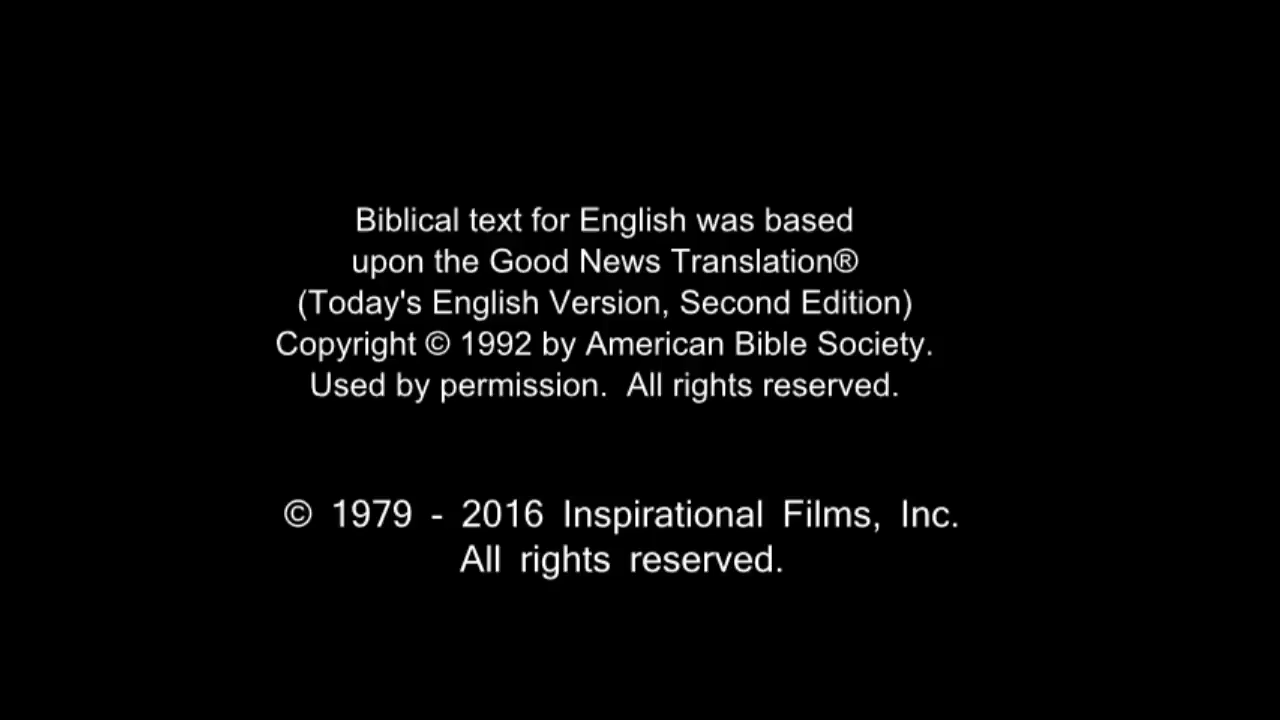 Biblical text for English was based
upon the Good News Translation®
(Today's English Version, Second Edition)
Copyright © 1992 by American Bible Society.
Used by permission.  All rights reserved.
© 1979 - 2016 Inspirational Films, Inc.
All rights reserved.